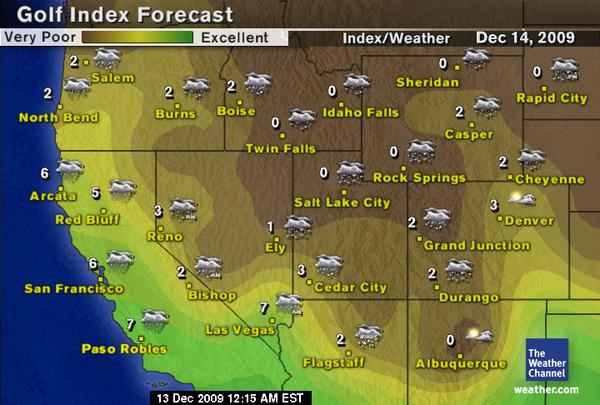 Golf Index Forecast
Very Poor Excellent Index/Weather Dec 14, 2009
2 Salem
2 North Bend
2 Burns
2 Boise
0 Idaho Falls
0 Twin Falls
0 Sheridan
0 Rapid City
2 Casper
0 Rock Springs
2 Cheyenne
6 Arcata
5 Red Bluff
3 Reno
0 Salt Lake City
3 Denver
1 Ely
2 Grand Junction
6 San Francisco
2 Bishop
3 Cedar City
2 Durango
7 Las Vegas
7 Paso Robles
2 Flagstaff
0 Albuquerque
The
Weather
Channel
weather.com
13 Dec 2009 12:15 AM EST